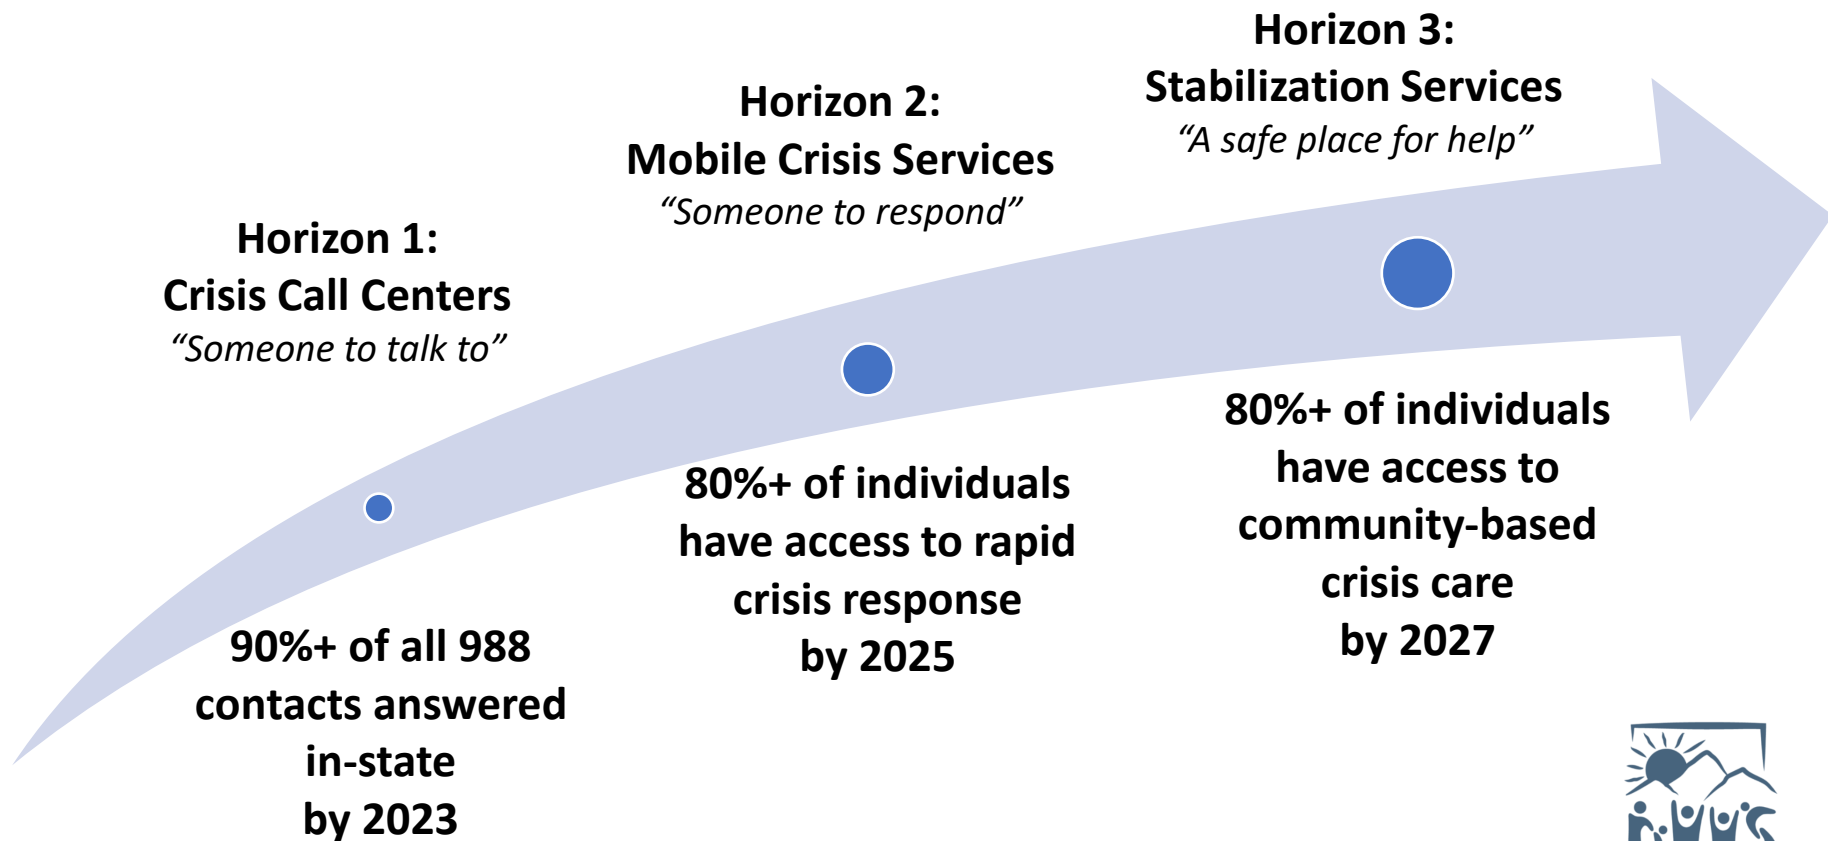 Horizon 1:
Crisis Call Centers
“Someone to talk to”
90%+ of all 988
contacts answered
in-state
by 2023
Horizon 2:
Mobile Crisis Services
“Someone to respond”
80%+ of individuals
have access to rapid
crisis response
by 2025
Horizon 3:
Stabilization Services
“A safe place for help”
80%+ of individuals
have access to
community-based
crisis care
by 2027